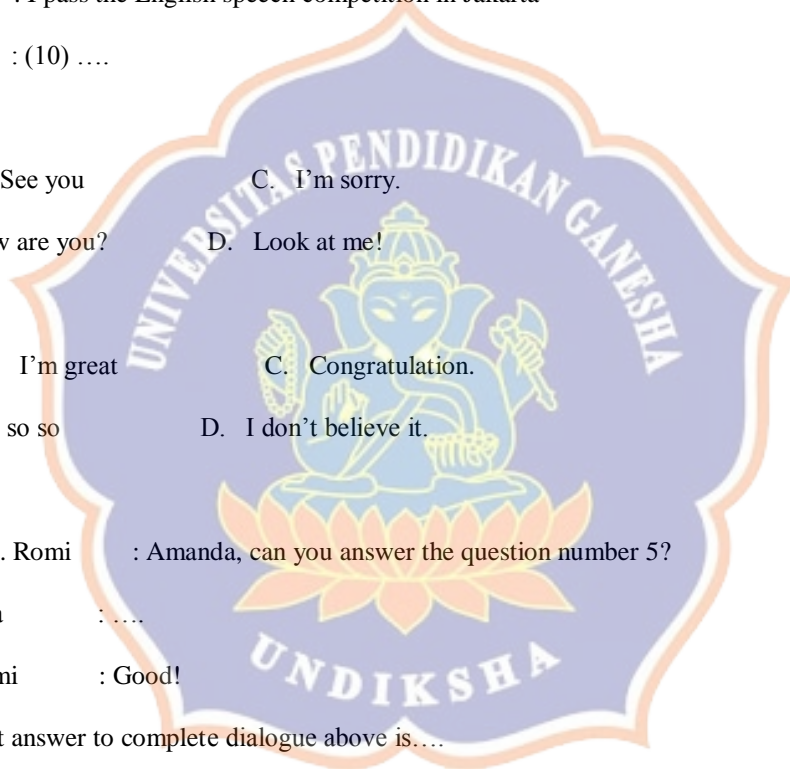 : I pass the English speech competition in Jakarta
: (10) ….
See you C. I’m sorry.
are you? D. Look at me!
I’m great C. Congratulation.
so so D. I don’t believe it.
. Romi : Amanda, can you answer the question number 5?
: ….
: Good!
answer to complete dialogue above is….
UNIVERSITAS PENDIDIKAN GANESHA
UNDIKSHA